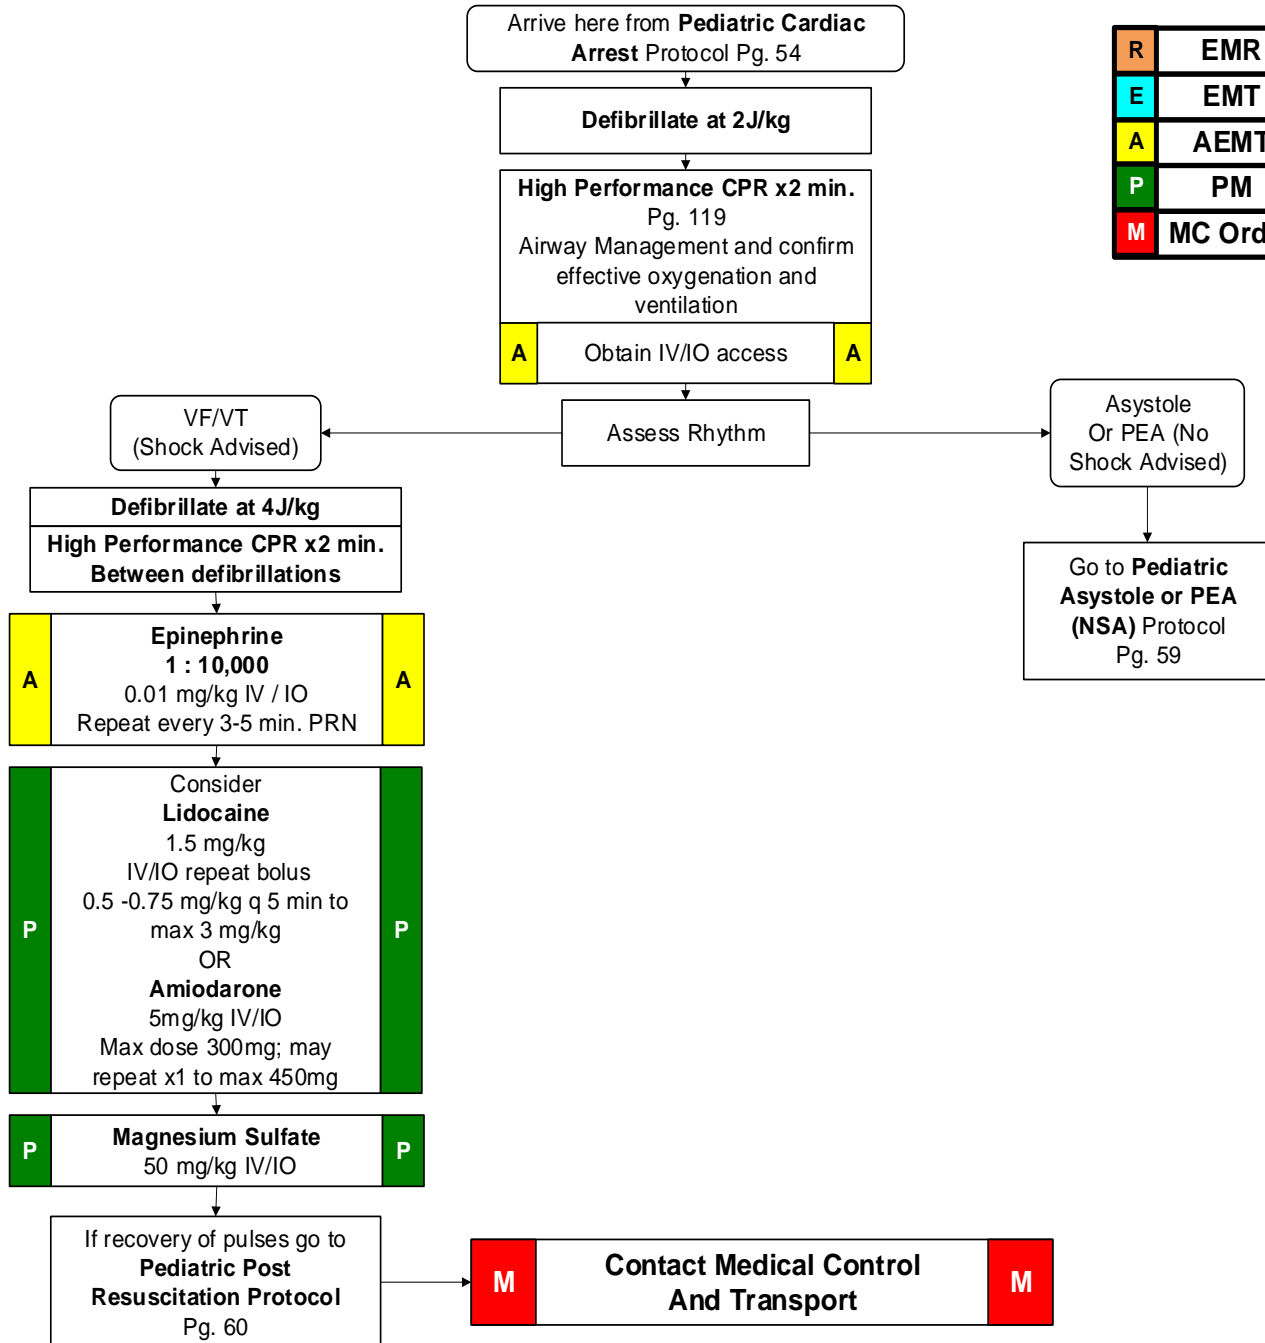 Arrive here from Pediatric Cardiac
Arrest Protocol Pg. 54
R EMR
E EMT
A AEMT
P PM
M MC Ord
Defibrillate at 2J/kg
High Performance CPR x2 min.
Pg. 119
Airway Management and confirm
effective oxygenation and
ventilation
A Obtain IV/IO access A
Assess Rhythm
VF/VT
(Shock Advised)
Asystole
Or PEA (No
Shock Advised)
Defibrillate at 4J/kg
High Performance CPR x2 min.
Between defibrillations
Go to Pediatric
Asystole or PEA
(NSA) Protocol
Pg. 59
A A
Epinephrine
1 : 10,000
0.01 mg/kg IV / IO
Repeat every 3-5 min. PRN
P P
Consider
Lidocaine
1.5 mg/kg
IV/IO repeat bolus
0.5 -0.75 mg/kg q 5 min to
max 3 mg/kg
OR
Amiodarone
5mg/kg IV/IO
Max dose 300mg; may
repeat x1 to max 450mg
P P
Magnesium Sulfate
50 mg/kg IV/IO
If recovery of pulses go to
Pediatric Post
Resuscitation Protocol
Pg. 60
M M
Contact Medical Control
And Transport